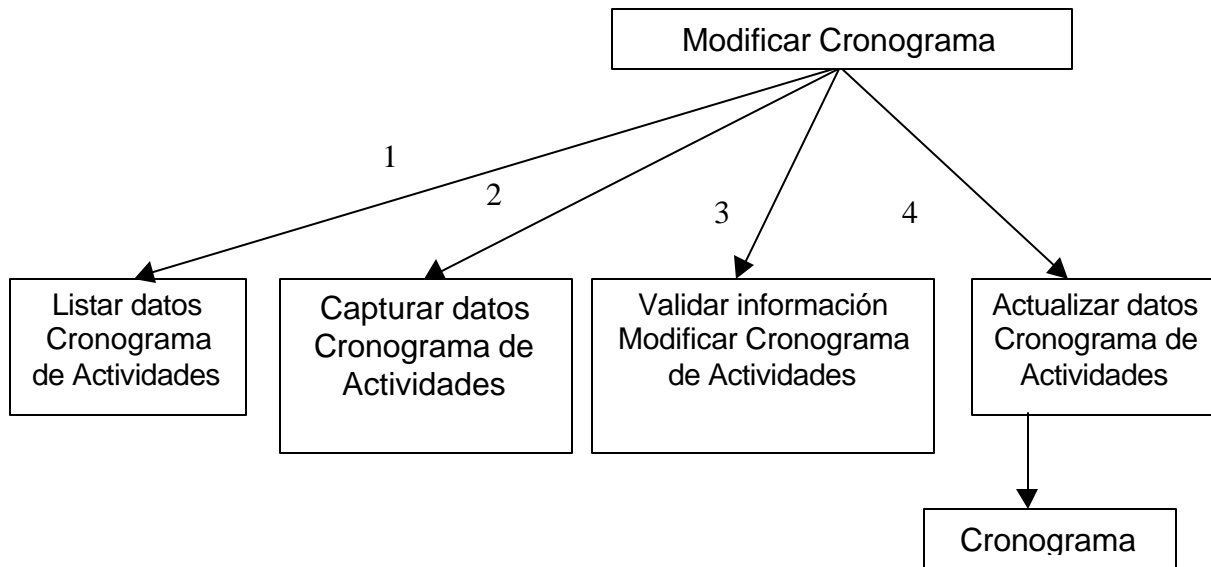 Modificar Cronograma
1
2
3
4
Listar datos
Cronograma
de Actividades
Capturar datos
Cronograma de
Actividades
Validar información
Modificar Cronograma
de Actividades
Actualizar datos
Cronograma de
Actividades
Cronograma